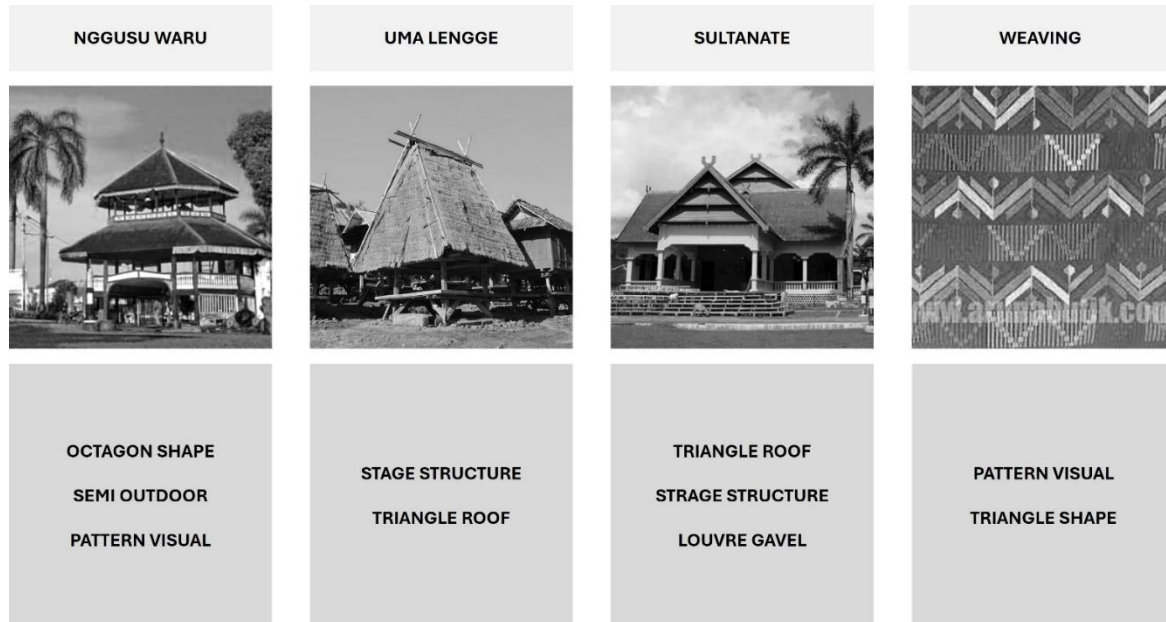 NGGUSU WARU
UMA LENGGE
SULTANATE
WEAVING
OCTAGON SHAPE
SEMI OUTDOOR
PATTERN VISUAL
STAGE STRUCTURE
TRIANGLE ROOF
TRIANGLE ROOF
STRAGE STRUCTURE
LOUVRE GAVEL
PATTERN VISUAL
TRIANGLE SHAPE